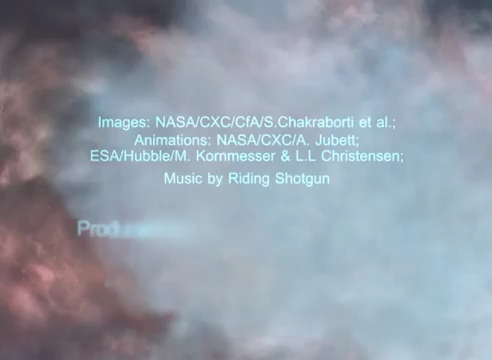 Images: NASA/CXC/CfA/S.Chakraborti et al.;
Animations: NASA/CXC/A. Jubett;
ESA/Hubble/M. Kornmesser & L.L Christensen;
Music by Riding Shotgun